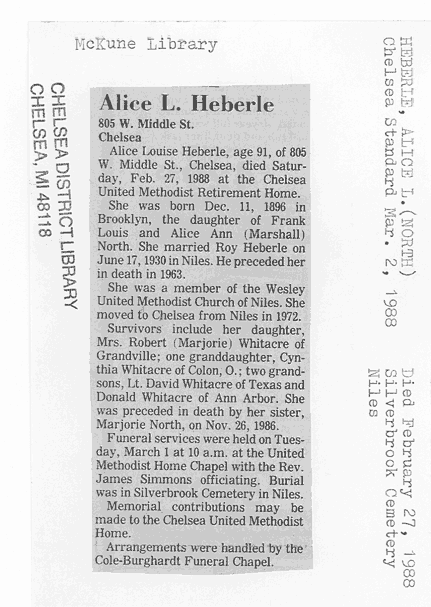 McKune Library
CHELSEA DISTRICT LIBRARY
CHELSEA, MI 48118
Alice L. Heberle
805 W. Middle St.
Chelsea
Alice Louise Heberle, age 91, of 805
W. Middle St., Chelsea, died Satur-
day, Feb. 27, 1988 at the Chelsea
United Methodist Retirement Home.
She was born Dec. 11, 1896 in
Brooklyn, the daughter of Frank
Louis and Alice Ann (Marshall)
North. She married Roy Heberle on
June 17, 1930 in Niles. He preceded her
in death in 1963.
She was a member of the Wesley
United Methodist Church of Niles. She
moved to Chelsea from Niles in 1972.
Survivors include her daughter,
Mrs. Robert (Marjorie) Whitacre of
Grandville; one granddaughter, Cyn-
thia Whitacre of Colon, O.; two grand-
sons, Lt. David Whitacre of Texas and
Donald Whitacre of Ann Arbor. She
was preceded in death by her sister,
Marjorie North, on Nov. 26, 1986.
Funeral services were held on Tues-
day, March 1 at 10 a.m. at the United
Methodist Home Chapel with the Rev.
James Simmons officiating. Burial
was in Silverbrook Cemetery in Niles.
Memorial contributions may be
made to the Chelsea United Methodist
Home.
Arrangements were handled by the
Cole-Burghardt Funeral Chapel.
HEBERLE, ALICE L. (NORTH)
Chelsea Standard Mar. 2, 1988
Died February 27, 1988
Silverbrook Cemetery
Niles